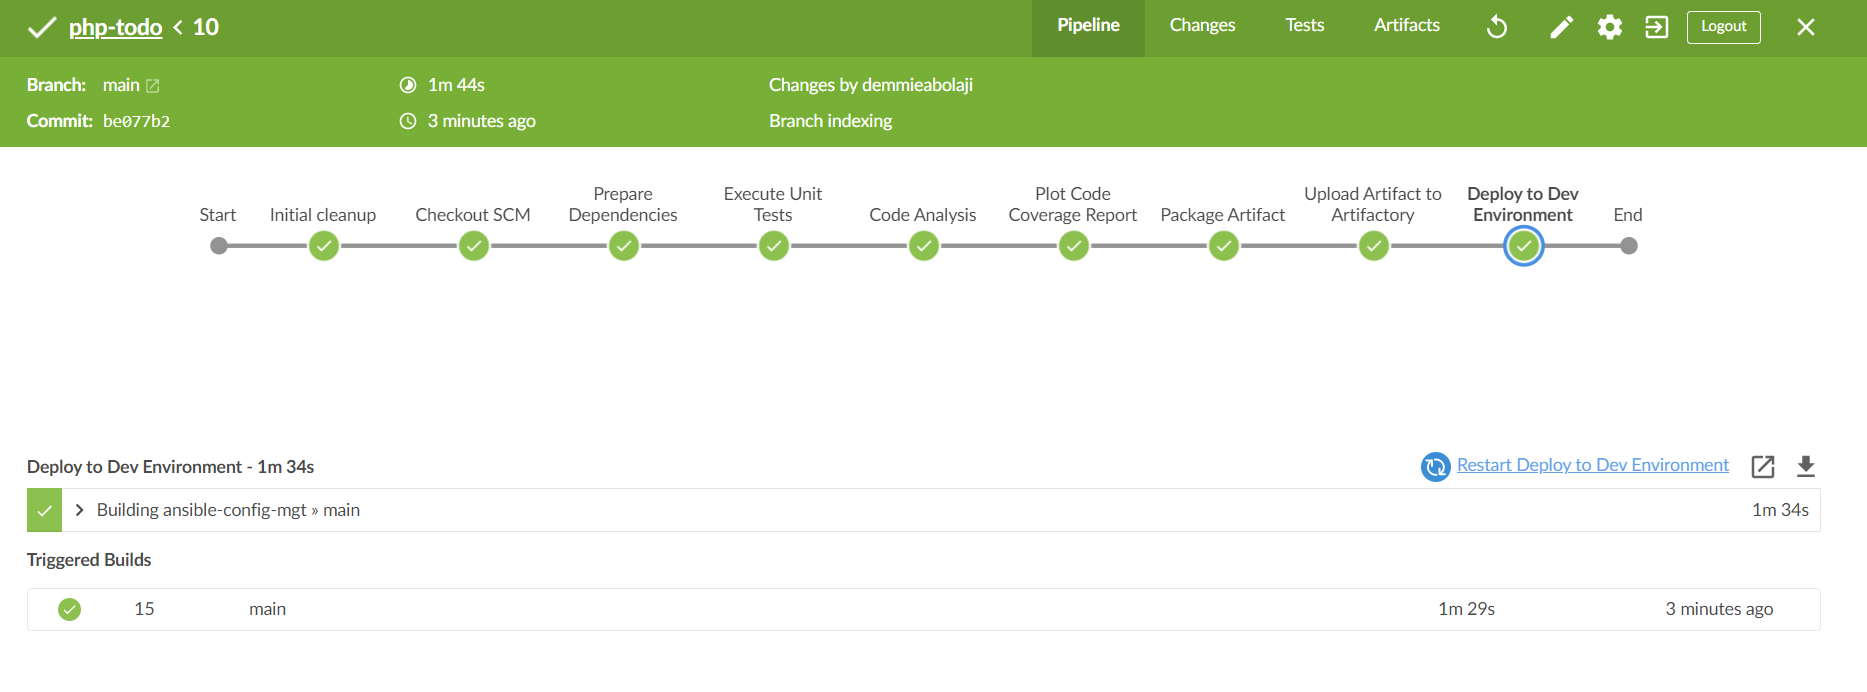 php-todo < 10
Pipeline
Changes
Tests
Artifacts
Logout
Branch: main
1m 44s
Changes by demmieabolaji
Commit: be077b2
3 minutes ago
Branch indexing
Start
Initial cleanup
Checkout SCM
Prepare
Dependencies
Execute Unit
Tests
Code Analysis
Plot Code
Coverage Report
Package Artifact
Upload Artifact to
Artifactory
Deploy to Dev
Environment
End
Deploy to Dev Environment - 1m 34s
Restart Deploy to Dev Environment
Building ansible-config-mgt » main
1m 34s
Triggered Builds
15
main
1m 29s
3 minutes ago